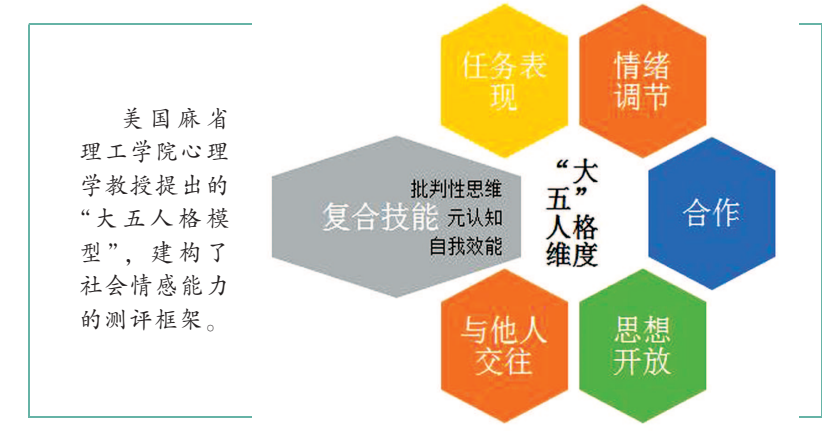 美国麻省
理工学院心理
学教授提出的
“大五人格模
型”，建构了
社会情感能力
的测评框架。
任务表
现
情绪
调节
复合技能
批判性思维
元认知
自我效能
“大
五”
人格
维度
合作
与他人
交往
思想
开放